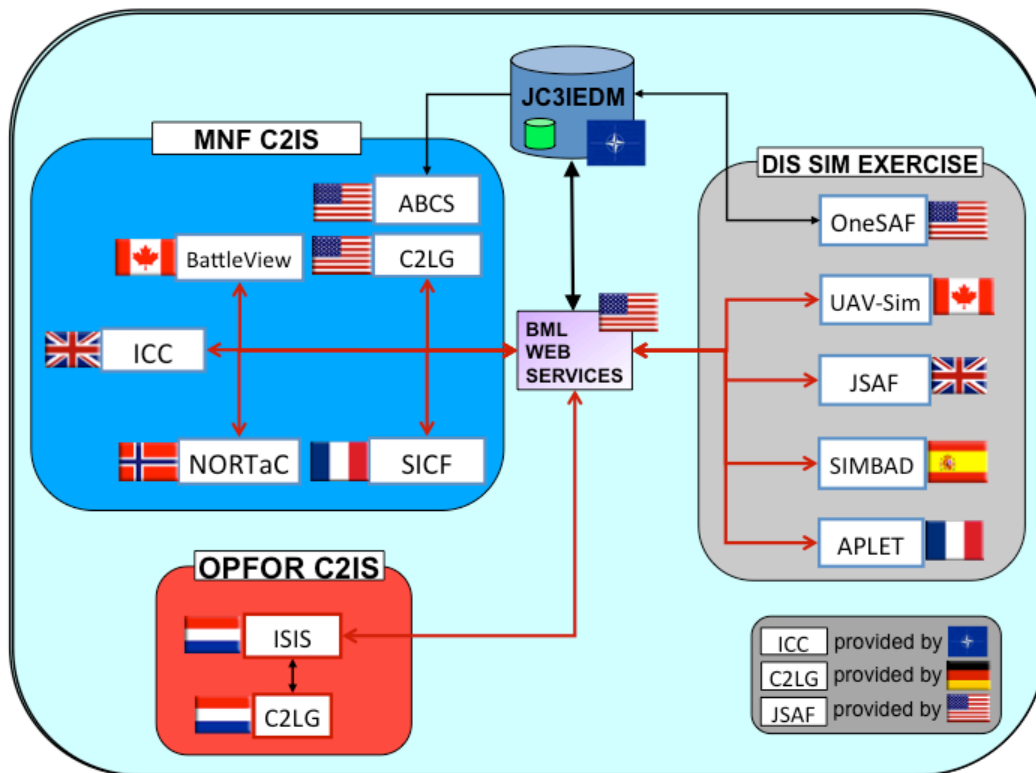 JC3IEDM
MNF C2IS
ABCS
BattleView
C2LG
ICC
NORTaC
SICF
BML
WEB
SERVICES
DIS SIM EXERCISE
OneSAF
UAV-Sim
JSAF
SIMBAD
APLET
OPFOR C2IS
ISIS
C2LG
ICC provided by
C2LG provided by
JSAF provided by